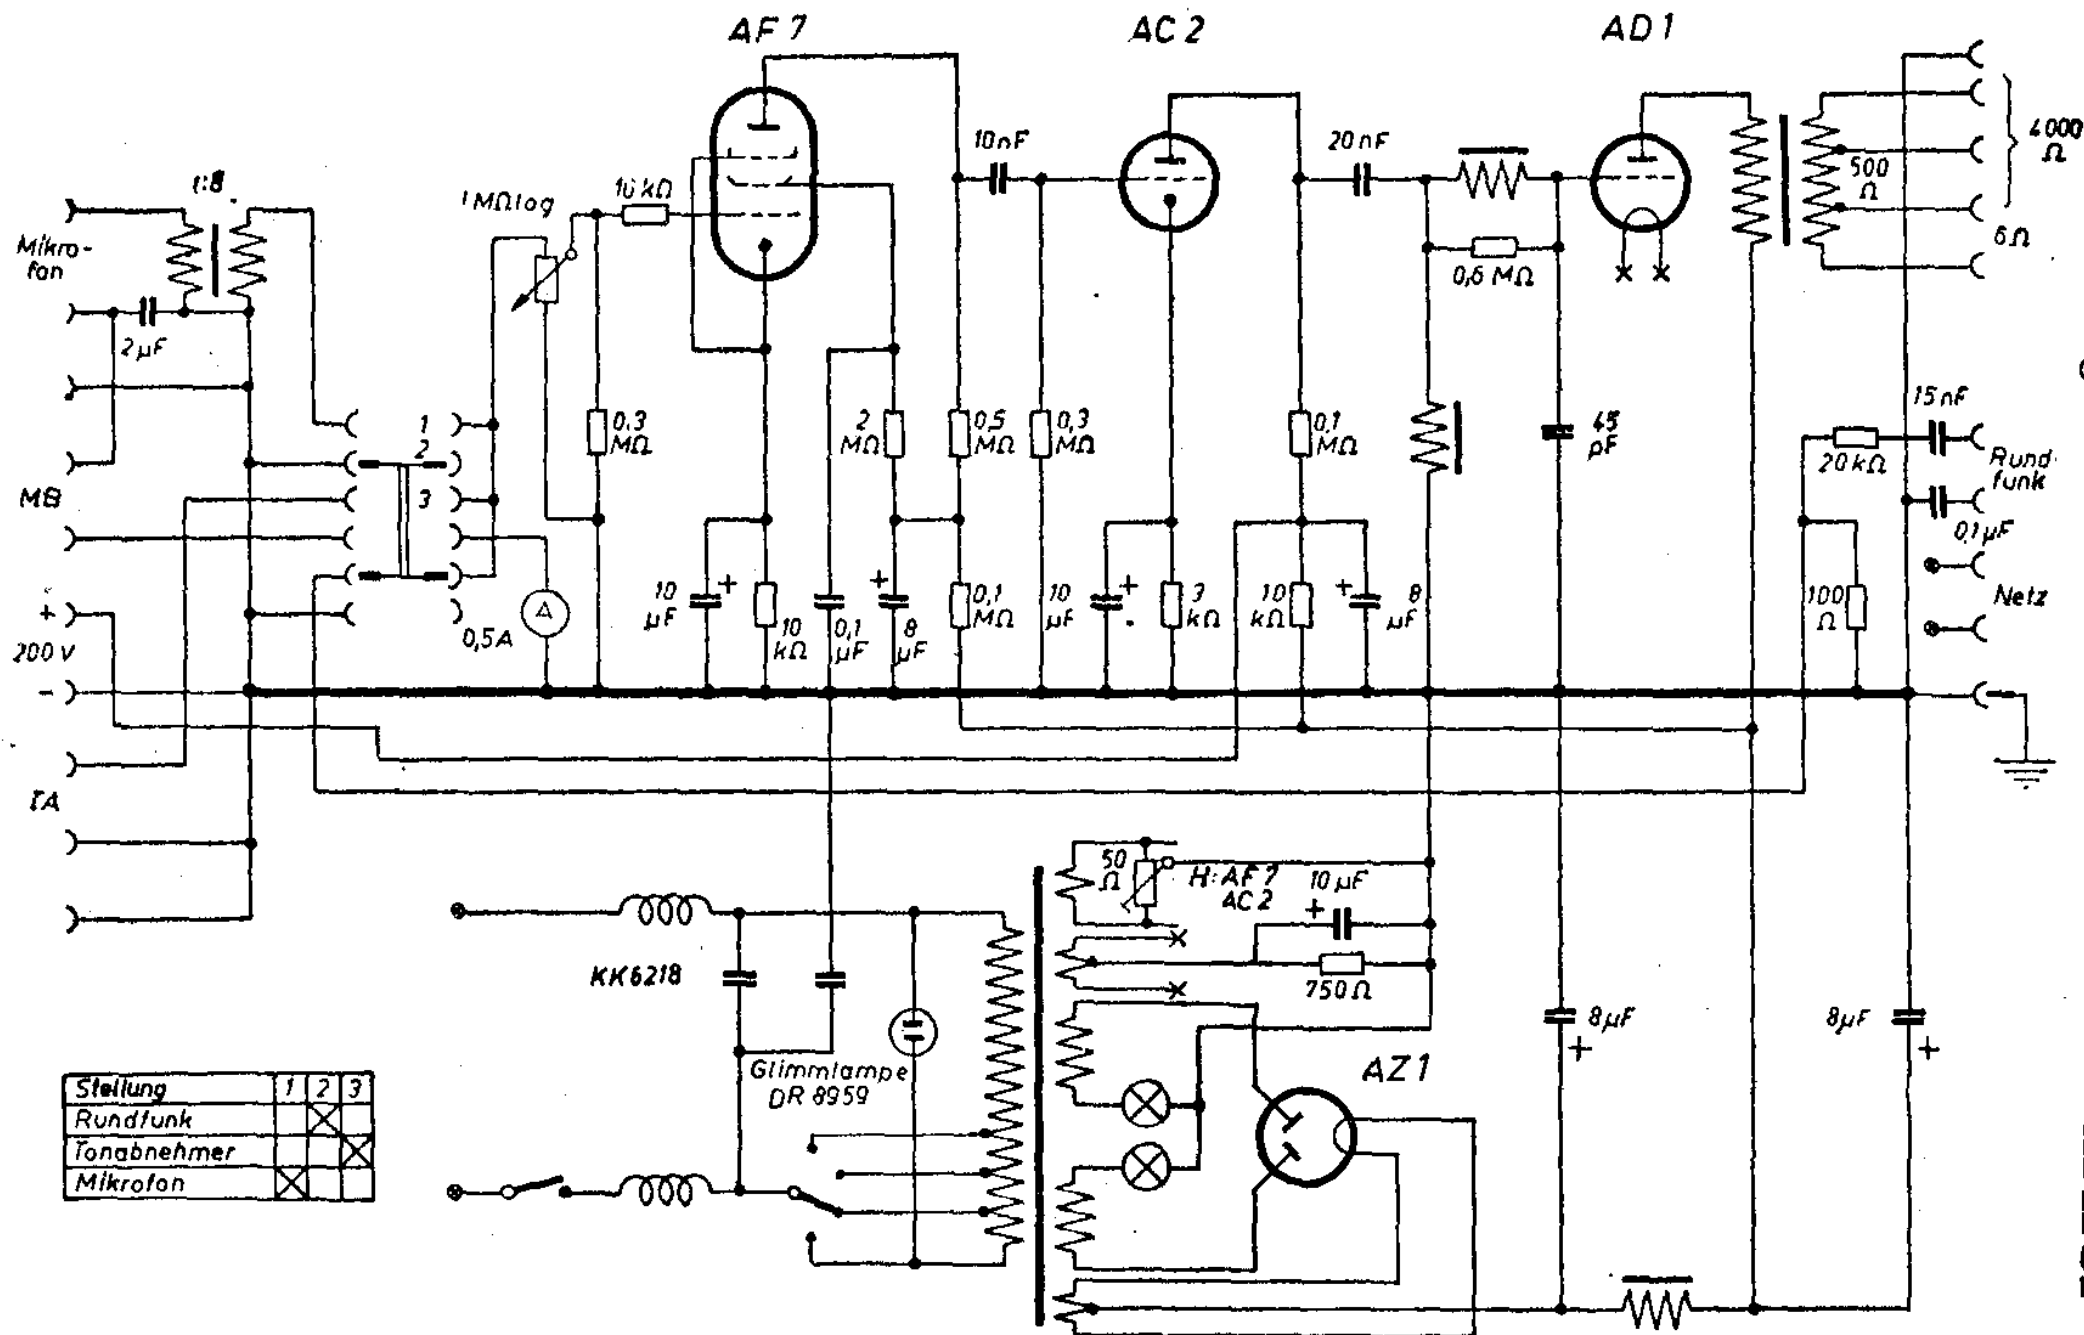 AF 7
AC 2
AD 1
1:8
Mikro-
fon
2 µF
MB
+
200 V
-
TA
1
2
3
1 MΩ log
10 kΩ
0,3
MΩ
0,5 A
A
10
µF
+
10
kΩ
0,1
µF
2
MΩ
+
8
µF
0,5
MΩ
0,1
MΩ
10 nF
0,3
MΩ
10
µF
+
3
kΩ
0,1
MΩ
10
kΩ
+
8
µF
20 nF
0,6 MΩ
45
pF
500
Ω
4000
Ω
6 Ω
15 nF
20 kΩ
Rund-
funk
0,1 µF
100
Ω
Netz
50
Ω
H: AF 7
AC 2
10 µF
+
750 Ω
KK 6218
Glimmlampe
DR 8959
AZ 1
8 µF
+
8 µF
+
Stellung 1 2 3
Rundfunk
Tonabnehmer
Mikrofon